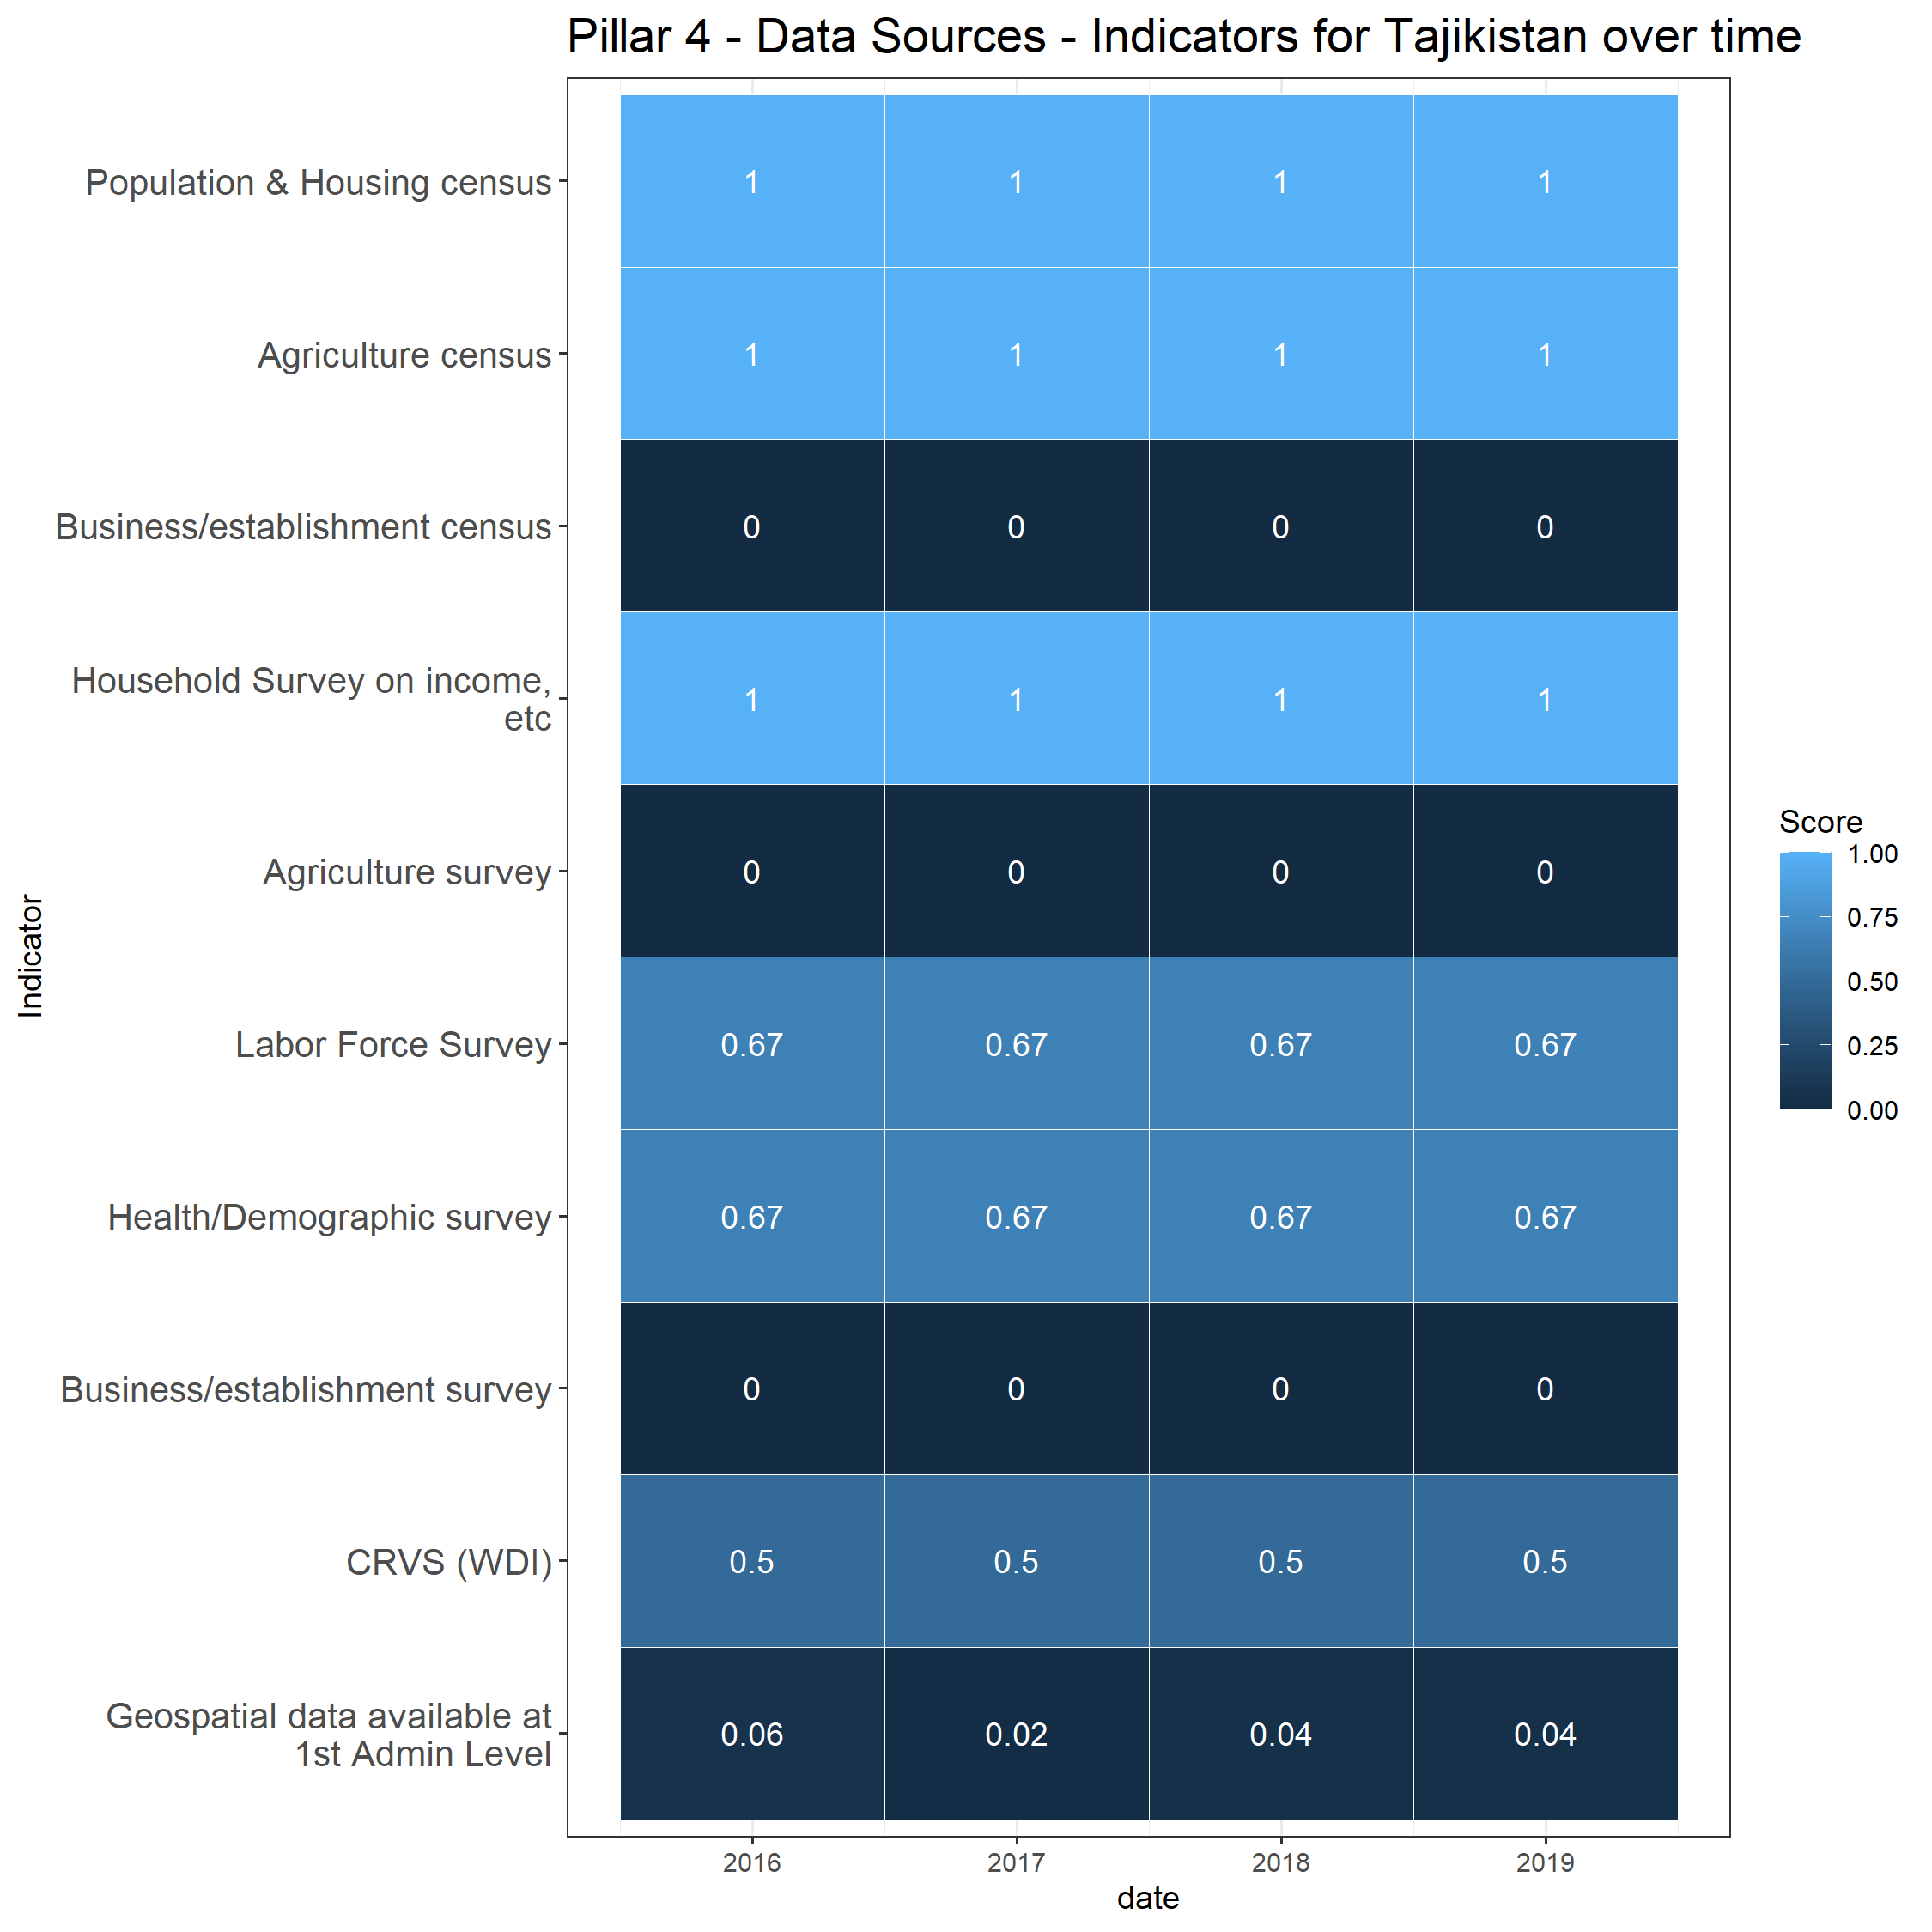 Pillar 4 - Data Sources - Indicators for Tajikistan over time
Indicator
Population & Housing census
1 1 1 1
Agriculture census
1 1 1 1
Business/establishment census
0 0 0 0
Household Survey on income,
etc
1 1 1 1
Agriculture survey
0 0 0 0
Labor Force Survey
0.67 0.67 0.67 0.67
Health/Demographic survey
0.67 0.67 0.67 0.67
Business/establishment survey
0 0 0 0
CRVS (WDI)
0.5 0.5 0.5 0.5
Geospatial data available at
1st Admin Level
0.06 0.02 0.04 0.04
2016 2017 2018 2019
date
Score
1.00
0.75
0.50
0.25
0.00